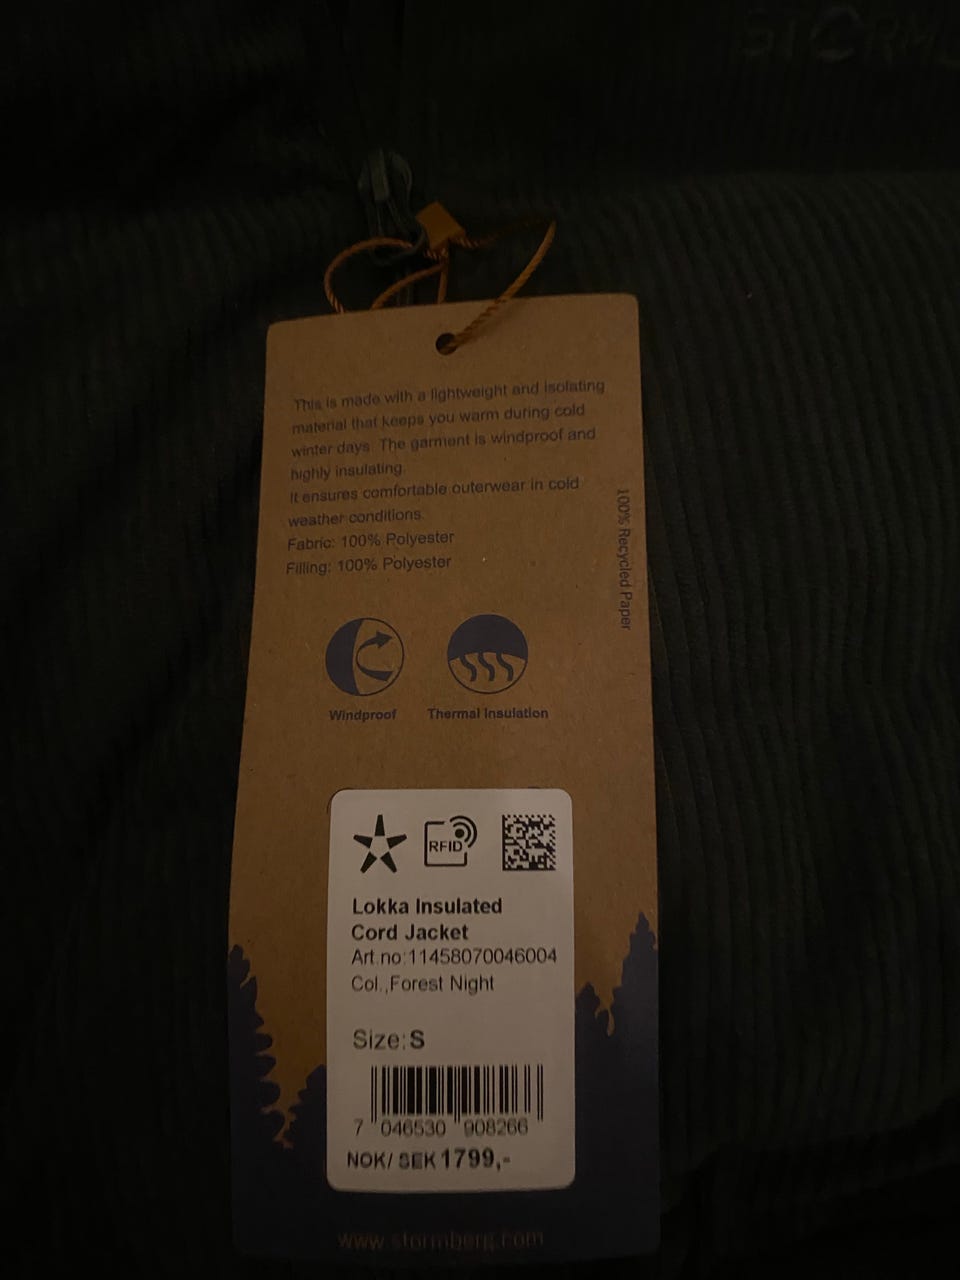 STORM
This is made with a lightweight and isolating
material that keeps you warm during cold
winter days. The garment is windproof and
highly insulating.
It ensures comfortable outerwear in cold
weather conditions.
Fabric: 100% Polyester
Filling: 100% Polyester
100% Recycled Paper
Windproof Thermal Insulation
RFID
Lokka Insulated
Cord Jacket
Art.no:11458070046004
Col.,Forest Night
Size:S
7 046530 908266
NOK/ SEK 1799,-
www.stormberg.com